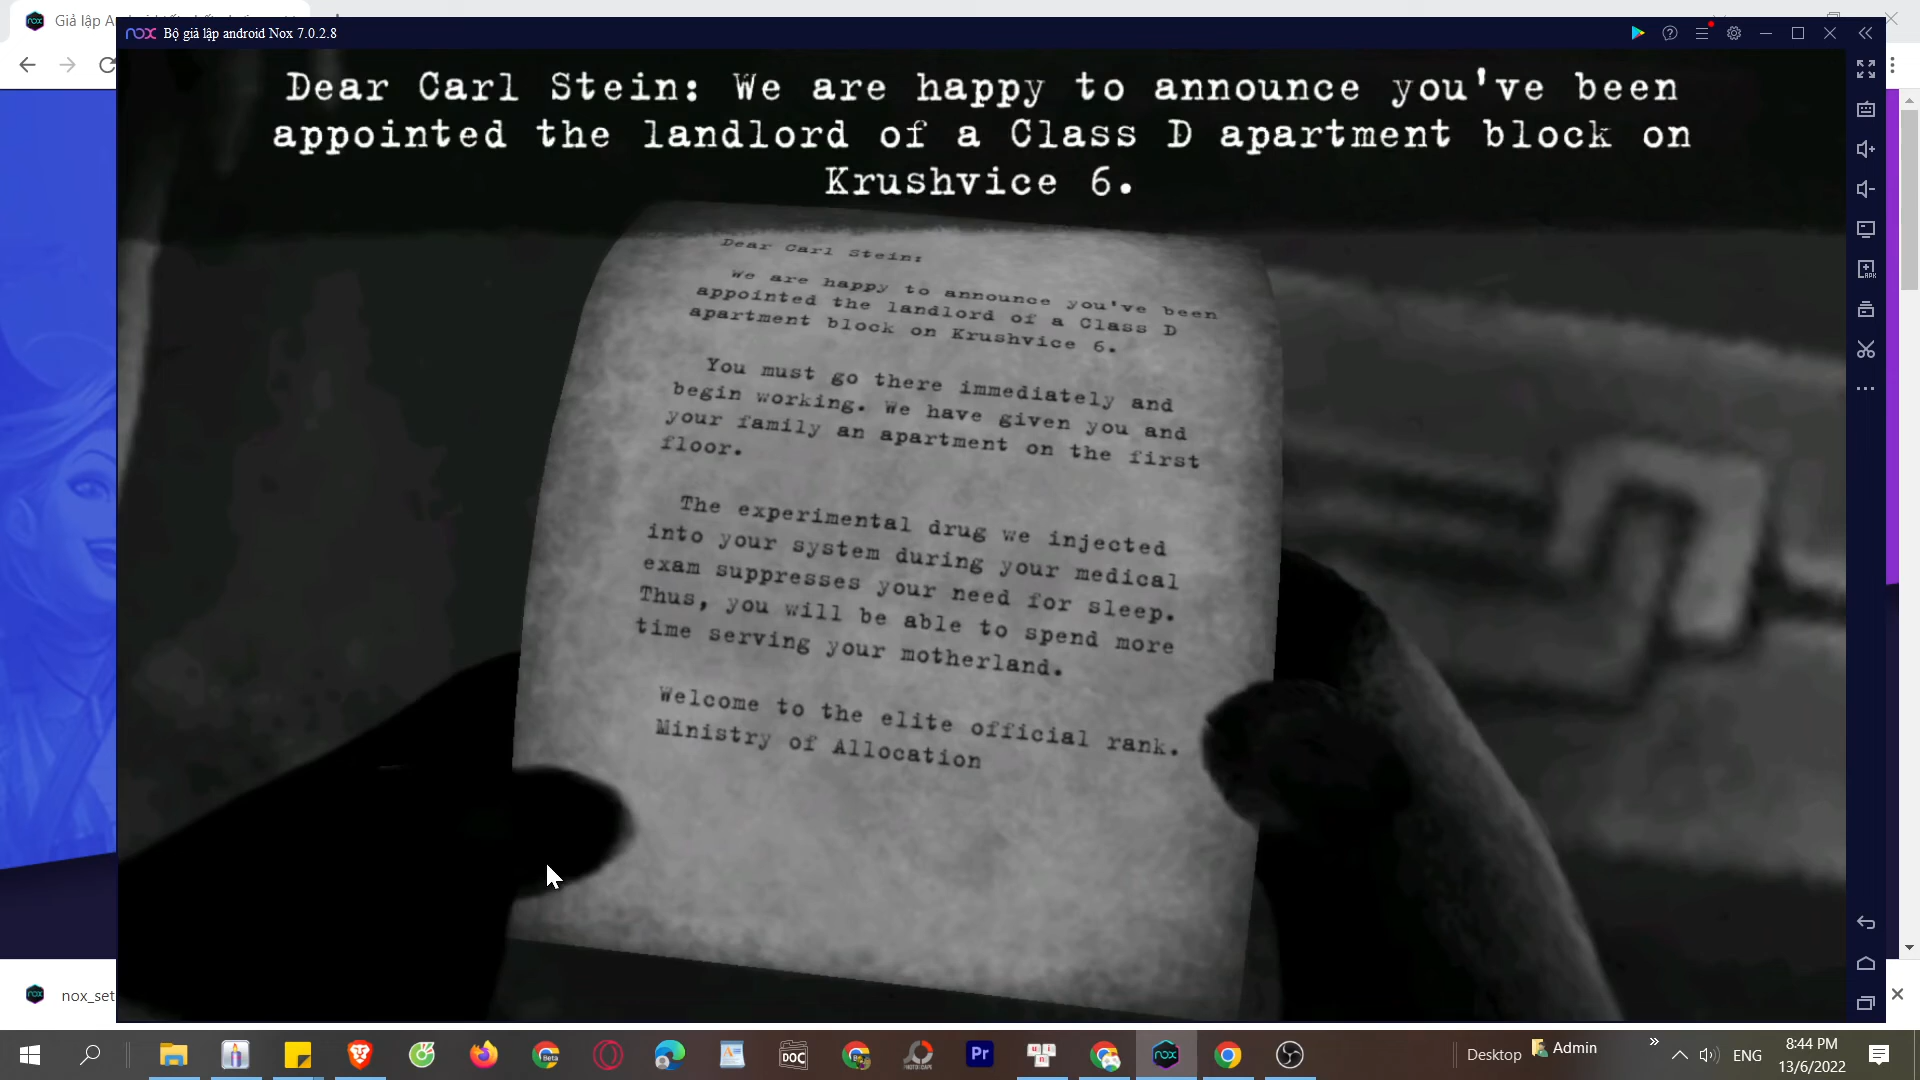 Giả lập A
nox Bộ giả lập android Nox 7.0.2.8
Dear Carl Stein: We are happy to announce you've been
appointed the landlord of a Class D apartment block on
Krushvice 6.
Dear Carl Stein:
We are happy to announce you've been
appointed the landlord of a Class D
apartment block on Krushvice 6.
You must go there immediately and
begin working. We have given you and
your family an apartment on the first
floor.
The experimental drug we injected
into your system during your medical
exam suppresses your need for sleep.
Thus, you will be able to spend more
time serving your motherland.
Welcome to the elite official rank.
Ministry of Allocation
nox_set
Beta
DOC
Pr
nox
Desktop
Admin
ENG
8:44 PM
13/6/2022